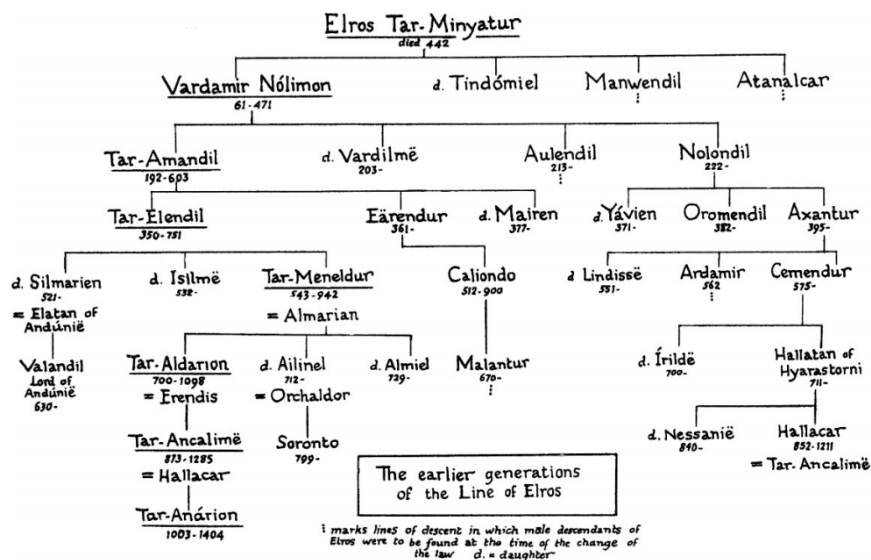 Elros Tar-Minyatur
died 442
Vardamir Nólimon
61-471
d. Tindómiel
Manwendil
Atanalcar
Tar-Amandil
192-603
d. Vardilmë
203-
Aulendil
213-
Nolondil
222-
Tar-Elendil
350-751
Eärendur
361-
d. Mairen
377-
d. Yávien
371-
Oromendil
382-
Axantur
395-
d. Silmarien
521-
= Elatan of
Andúnië
d. Isilmë
532-
Tar-Meneldur
543-942
= Almarian
Caliondo
512-900
d Lindissë
551-
Ardamir
562
Cemendur
575-
Valandil
Lord of
Andúnië
630-
Tar-Aldarion
700-1098
= Erendis
d. Ailinel
712-
= Orchaldor
d. Almiel
729-
Malantur
670-
d. Írildë
700-
Hallatan of
Hyarastorni
711-
Tar-Ancalimë
873-1285
= Hallacar
Soronto
799-
d. Nessanië
840-
Hallacar
852-1211
= Tar-Ancalimë
Tar-Anárion
1003-1404
The earlier generations
of the Line of Elros
⋮ marks lines of descent in which male descendants of
Elros were to be found at the time of the change of
the law d. = daughter